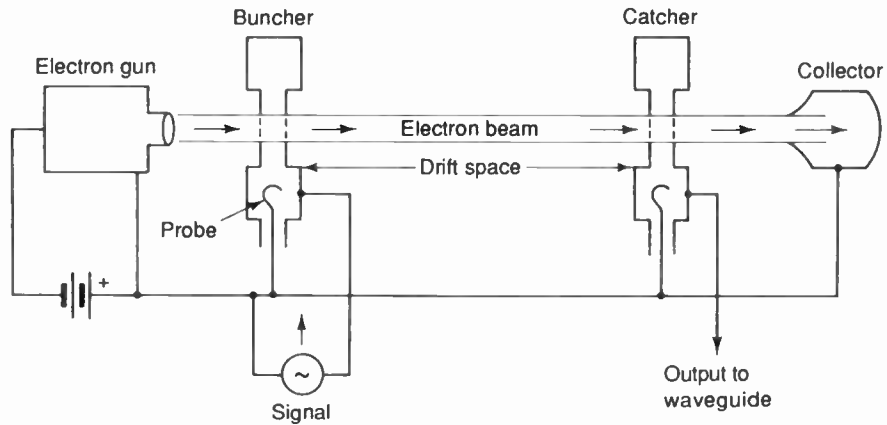 Buncher
Catcher
Electron gun
Collector
Electron beam
Drift space
Probe
+
~
Signal
Output to
waveguide